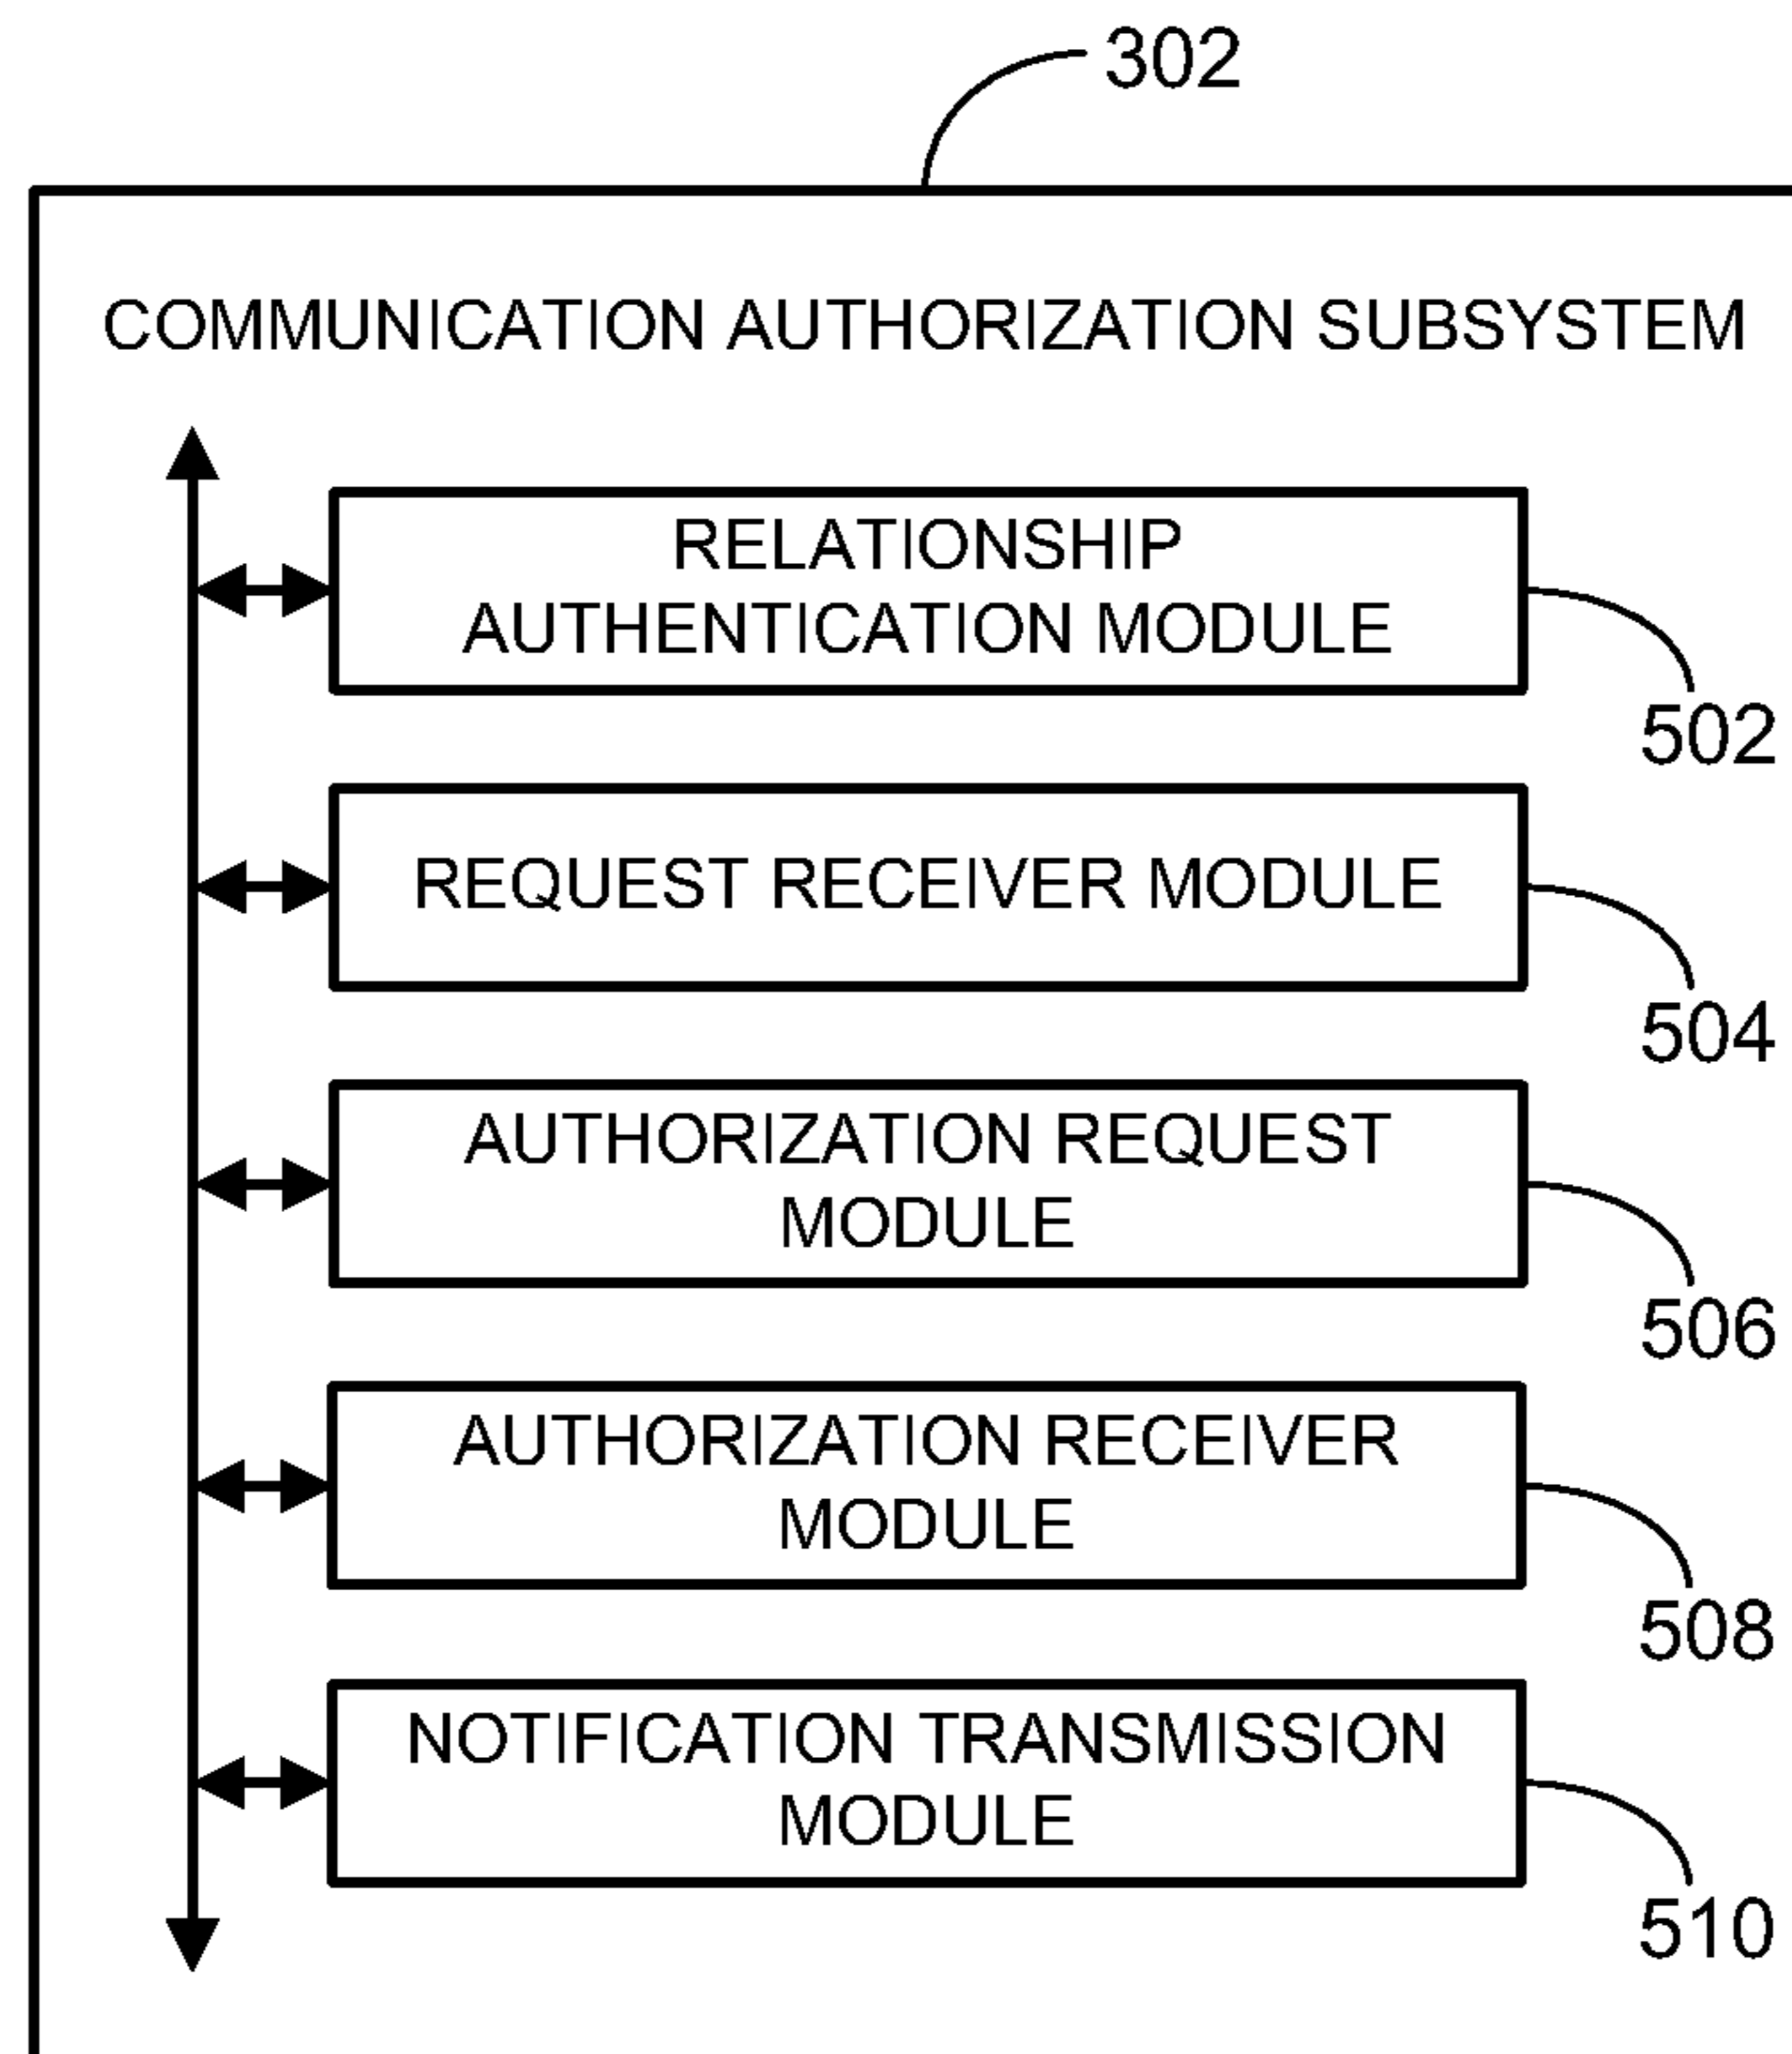 302
COMMUNICATION AUTHORIZATION SUBSYSTEM
RELATIONSHIP
AUTHENTICATION MODULE
502
REQUEST RECEIVER MODULE
504
AUTHORIZATION REQUEST
MODULE
506
AUTHORIZATION RECEIVER
MODULE
508
NOTIFICATION TRANSMISSION
MODULE
510